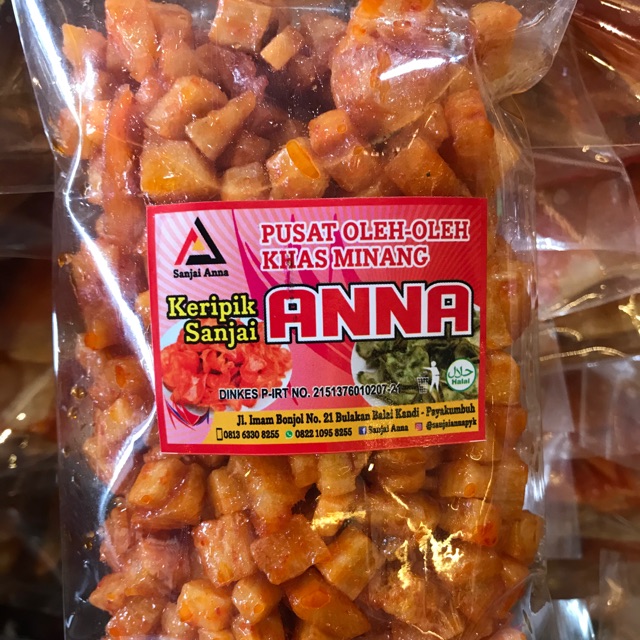 Sanjai Anna
PUSAT OLEH-OLEH
KHAS MINANG
Keripik
Sanjai
ANNA
DINKES P-IRT NO. 2151376010207-21
حلال
Halal
Jl. Imam Bonjol No. 21 Bulakan Balai Kandi - Payakumbuh
0813 6330 8255 0822 1095 8255 Sanjai Anna @sanjaiannapyk